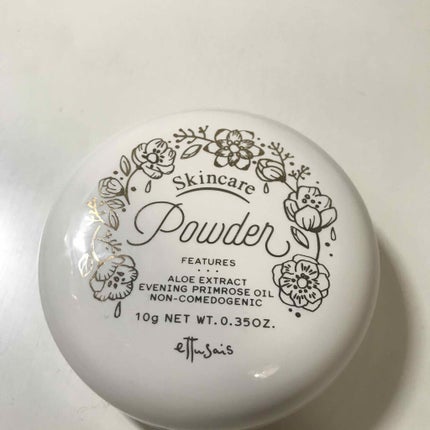 Skincare
Powder
FEATURES
...
ALOE EXTRACT
EVENING PRIMROSE OIL
NON-COMEDOGENIC
10g NET WT. 0.35OZ.
ettusais